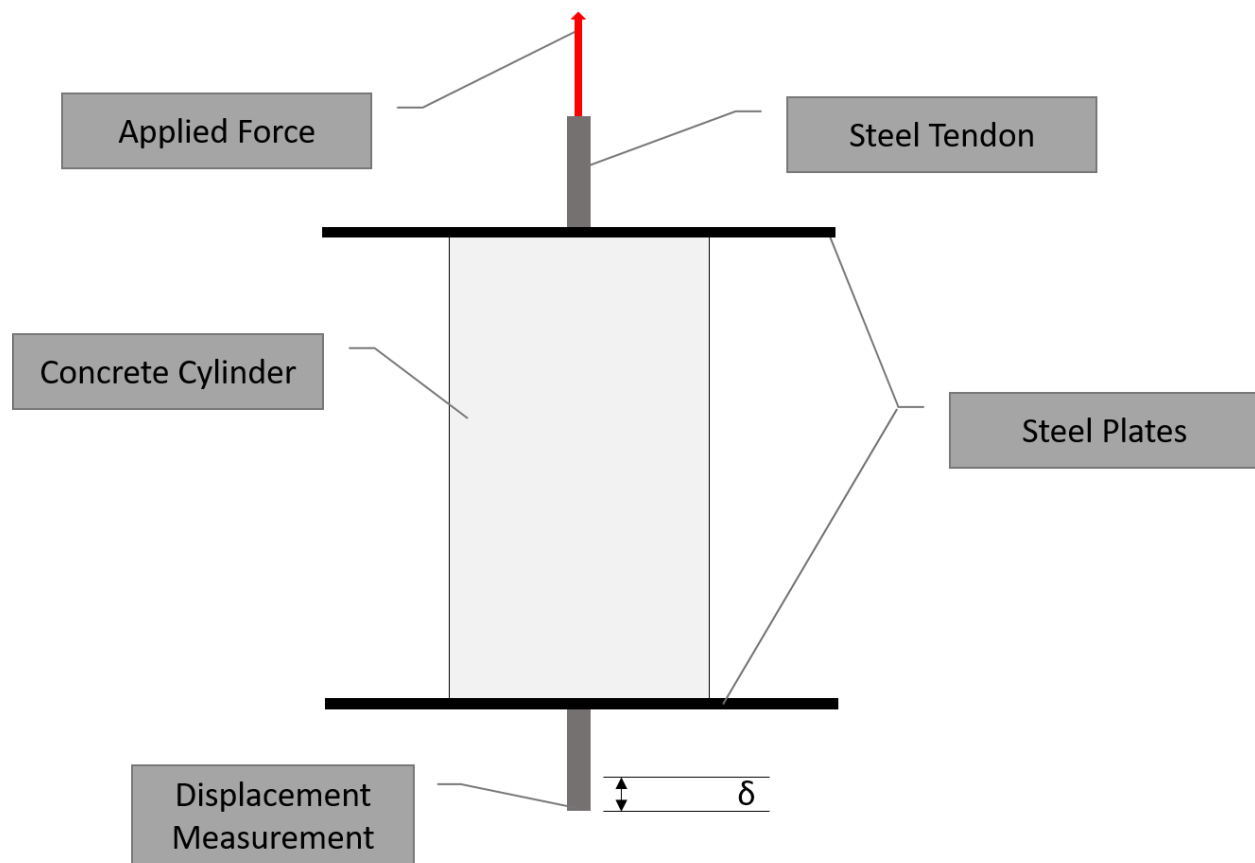 Applied Force
Steel Tendon
Concrete Cylinder
Steel Plates
Displacement
Measurement
δ